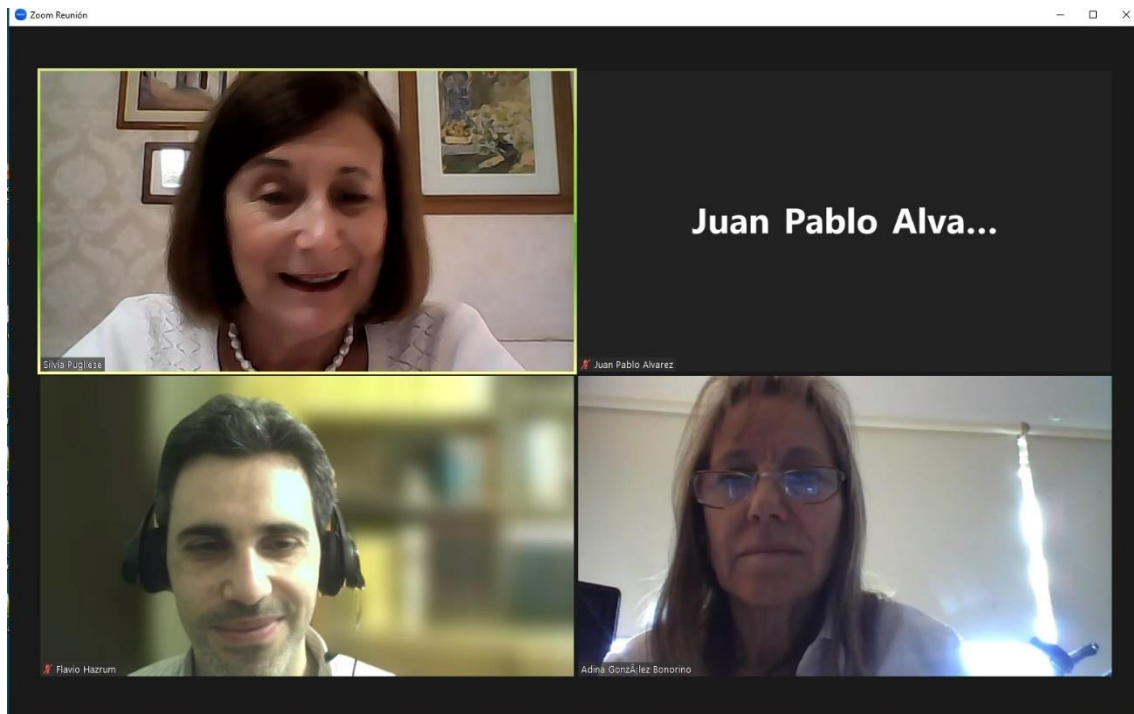 Zoom Reunión
Juan Pablo Alva...
Silvia Pugliese
Juan Pablo Alvarez
Flavio Hazrum
Adina GonzÃ¡lez Bonorino